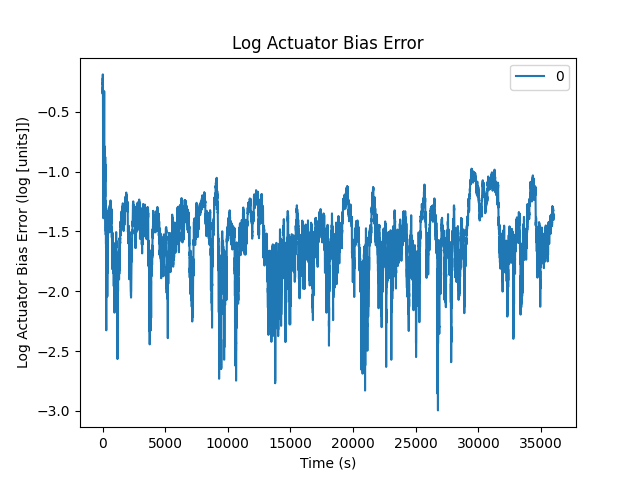 Log Actuator Bias Error
0
Log Actuator Bias Error (log [units]])
−0.5
−1.0
−1.5
−2.0
−2.5
−3.0
0 5000 10000 15000 20000 25000 30000 35000
Time (s)